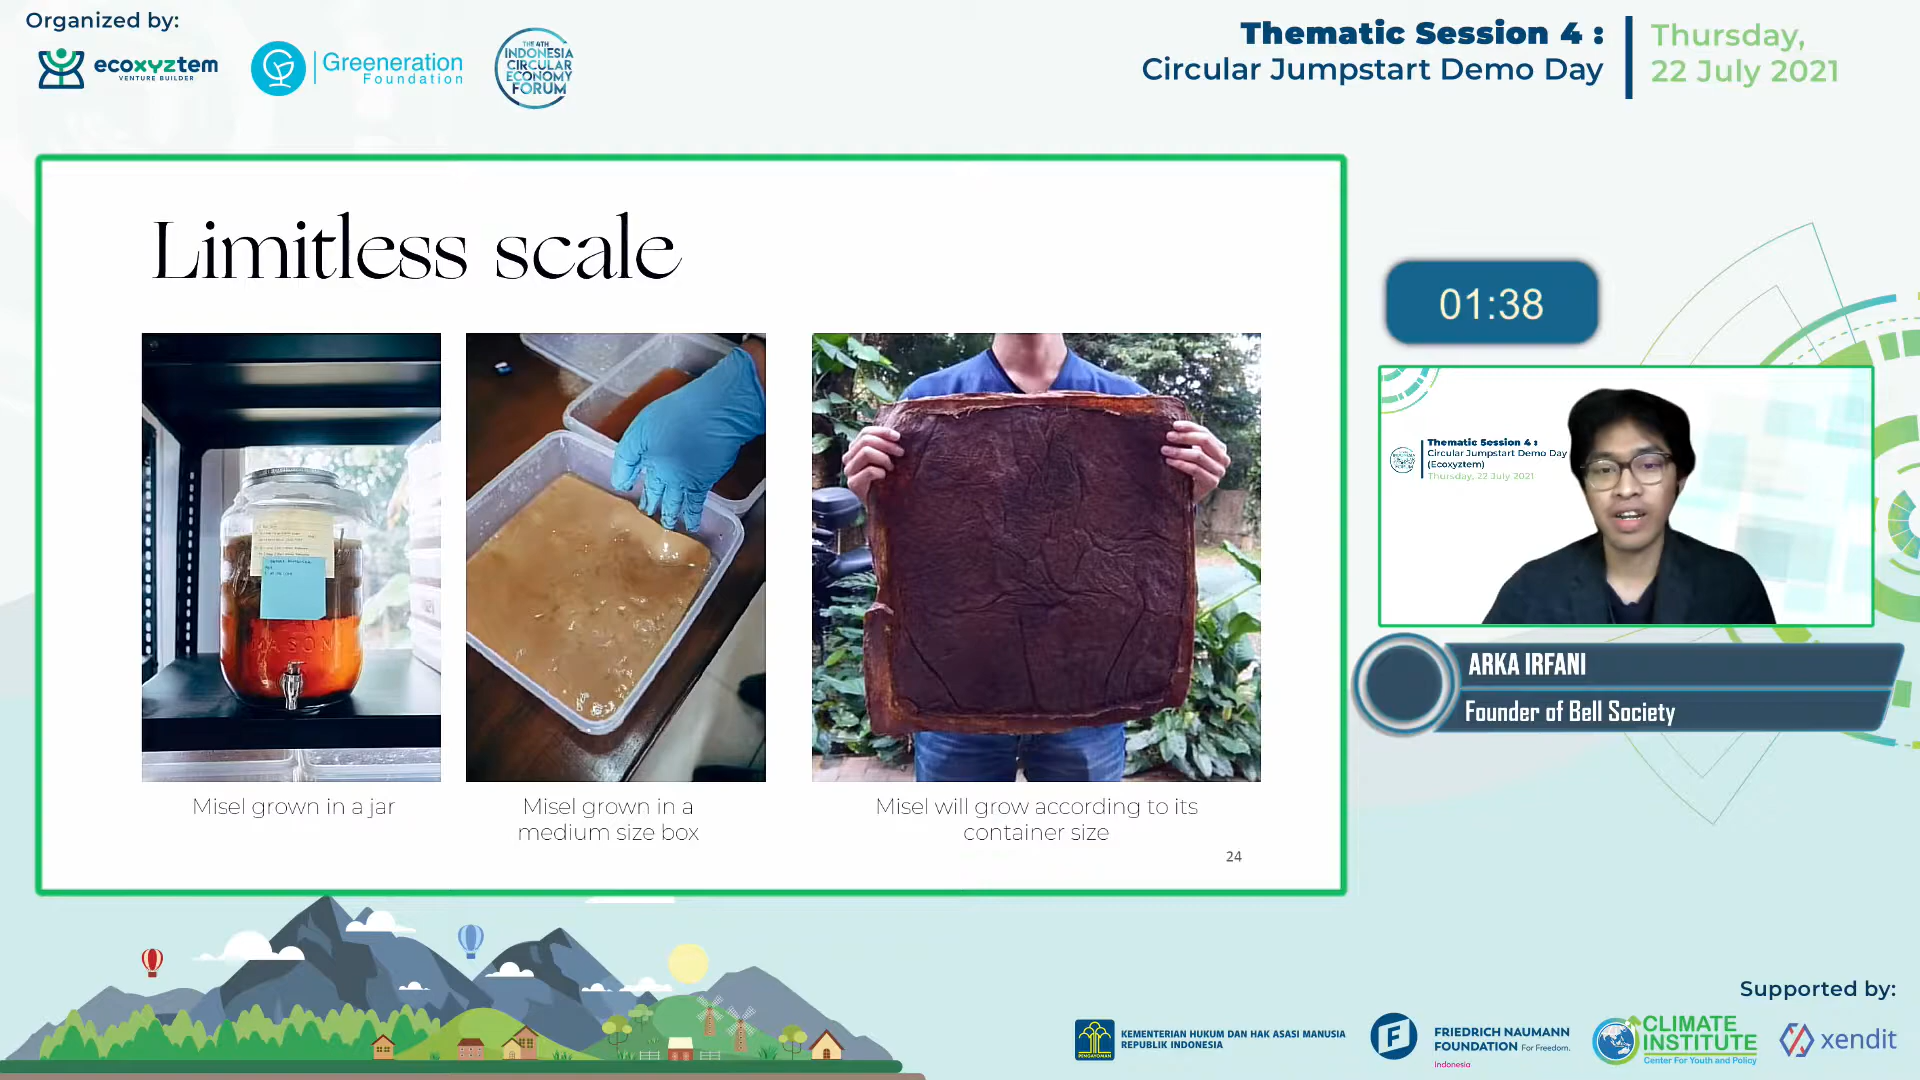 Organized by:
ecoxyztem
VENTURE BUILDER
Greeneration
Foundation
THE 4TH
INDONESIA
CIRCULAR
ECONOMY
FORUM
Thematic Session 4 :
Circular Jumpstart Demo Day
Thursday,
22 July 2021
Limitless scale
MASON
Misel grown in a jar
Misel grown in a
medium size box
Misel will grow according to its
container size
24
01:38
Thematic Session 4 :
Circular Jumpstart Demo Day
(Ecoxyztem)
Thursday, 22 July 2021
ARKA IRFANI
Founder of Bell Society
Supported by:
PENGAYOMAN
KEMENTERIAN HUKUM DAN HAK ASASI MANUSIA
REPUBLIK INDONESIA
FRIEDRICH NAUMANN
FOUNDATION For Freedom.
Indonesia
CLIMATE
INSTITUTE
Center For Youth and Policy
xendit